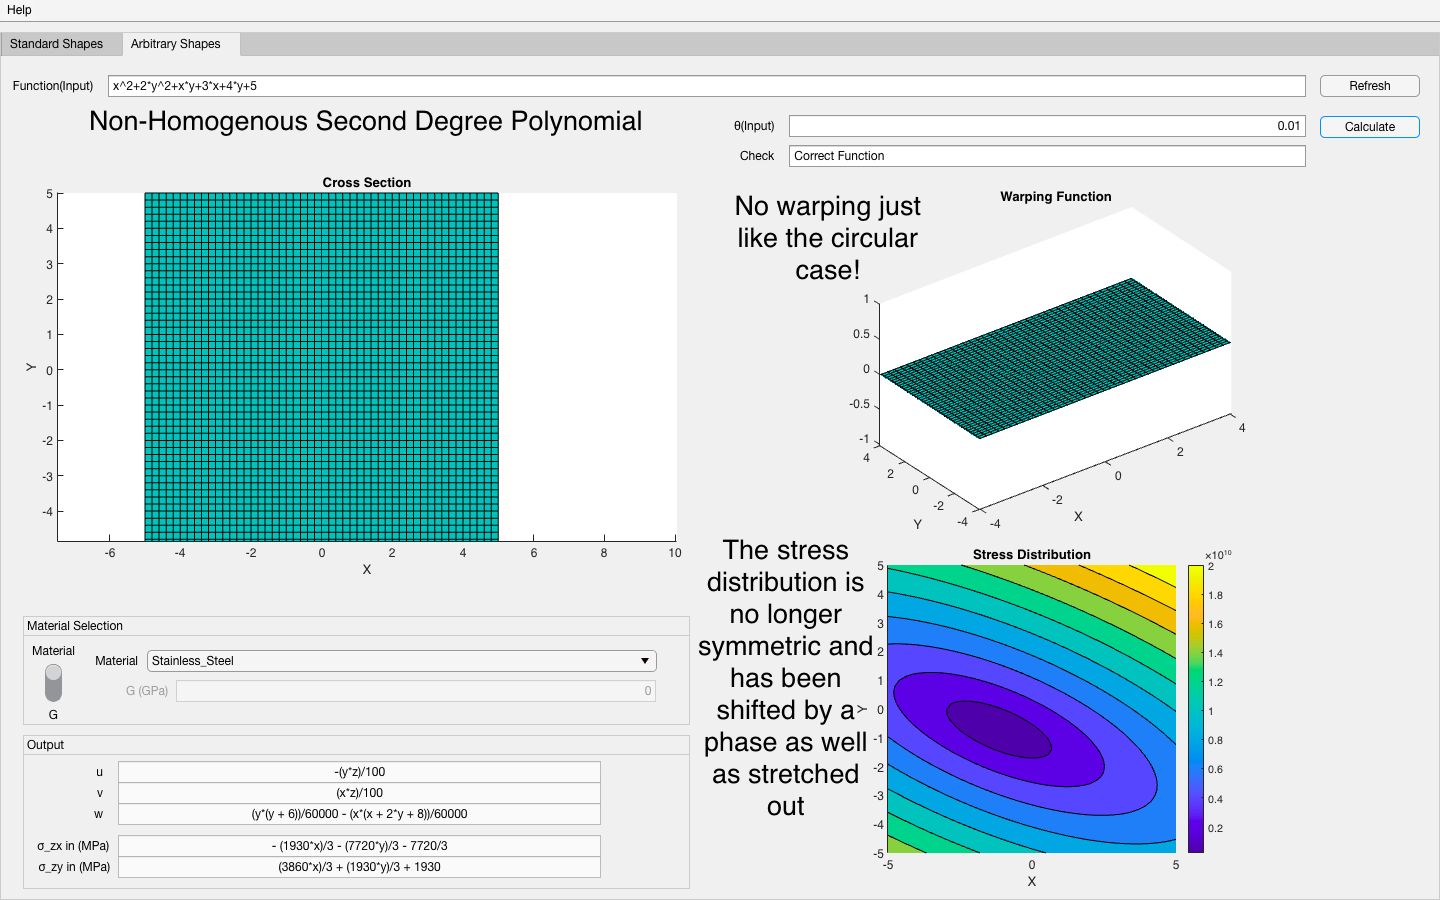 Help
Standard Shapes
Arbitrary Shapes
Function(Input)
x^2+2*y^2+x*y+3*x+4*y+5
Refresh
Non-Homogenous Second Degree Polynomial
θ(Input)
0.01
Calculate
Check
Correct Function
Cross Section
5
4
3
2
1
0
-1
-2
-3
-4
Y
-6
-4
-2
0
2
4
6
8
10
X
No warping just
like the circular
case!
Warping Function
1
0.5
0
-0.5
-1
4
2
0
-2
-4
Y
-4
-2
0
2
4
X
The stress
distribution is
no longer
symmetric and
has been
shifted by a
phase as well
as stretched
out
Stress Distribution
5
4
3
2
1
0
-1
-2
-3
-4
-5
Y
-5
0
5
X
×10¹⁰
2
1.8
1.6
1.4
1.2
1
0.8
0.6
0.4
0.2
Material Selection
Material
G
Material
Stainless_Steel
G (GPa)
0
Output
u
-(y*z)/100
v
(x*z)/100
w
(y*(y + 6))/60000 - (x*(x + 2*y + 8))/60000
σ_zx in (MPa)
- (1930*x)/3 - (7720*y)/3 - 7720/3
σ_zy in (MPa)
(3860*x)/3 + (1930*y)/3 + 1930